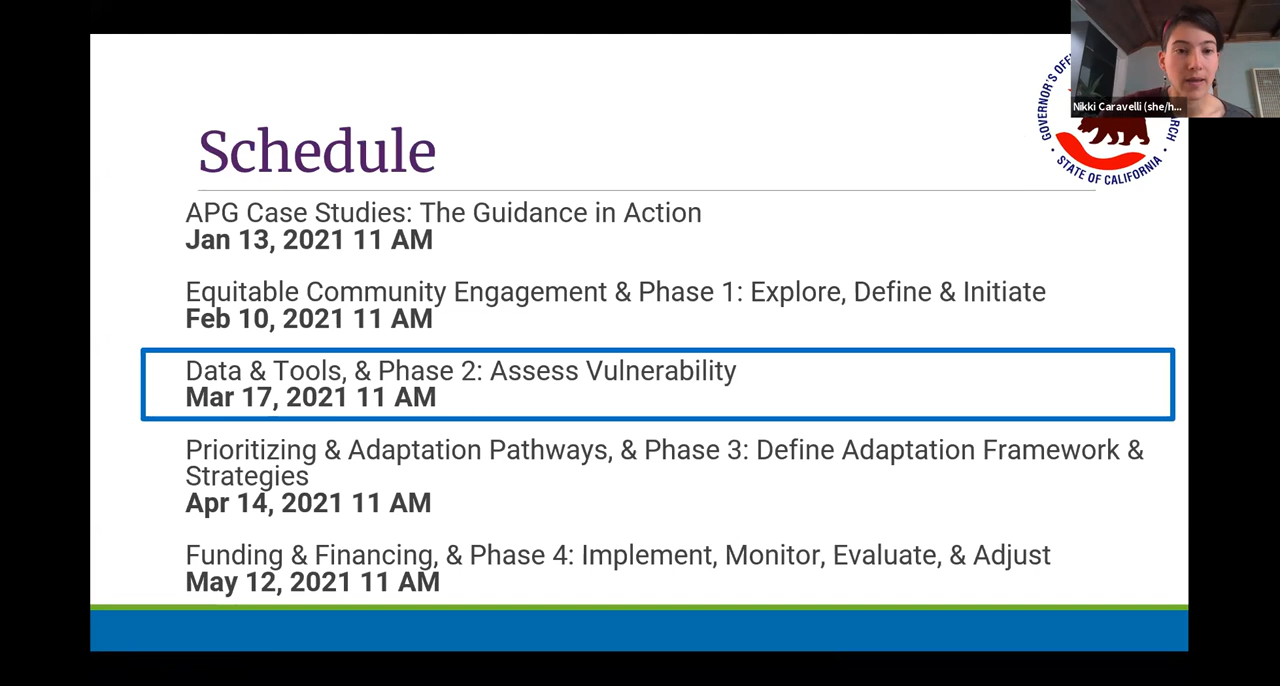 Nikki Caravelli (she/h...
GOVERNOR'S
STATE OF CALIFORNIA
Schedule
APG Case Studies: The Guidance in Action
Jan 13, 2021 11 AM
Equitable Community Engagement & Phase 1: Explore, Define & Initiate
Feb 10, 2021 11 AM
Data & Tools, & Phase 2: Assess Vulnerability
Mar 17, 2021 11 AM
Prioritizing & Adaptation Pathways, & Phase 3: Define Adaptation Framework &
Strategies
Apr 14, 2021 11 AM
Funding & Financing, & Phase 4: Implement, Monitor, Evaluate, & Adjust
May 12, 2021 11 AM